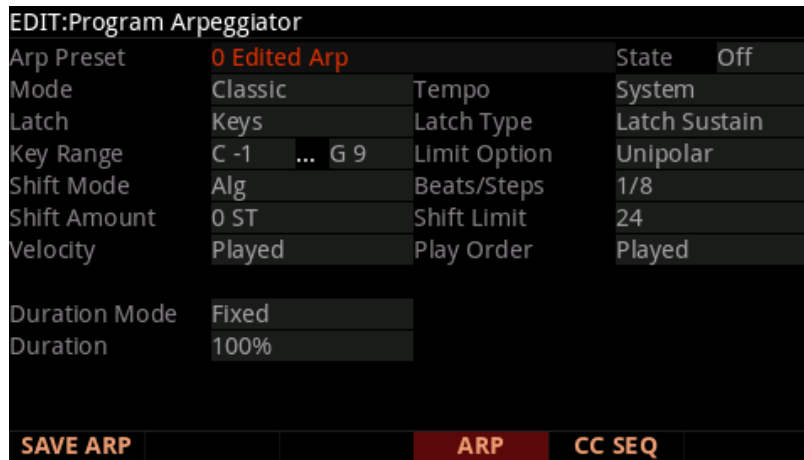 EDIT:Program Arpeggiator
Arp Preset 0 Edited Arp State Off
Mode Classic Tempo System
Latch Keys Latch Type Latch Sustain
Key Range C -1 ... G 9 Limit Option Unipolar
Shift Mode Alg Beats/Steps 1/8
Shift Amount 0 ST Shift Limit 24
Velocity Played Play Order Played
Duration Mode Fixed
Duration 100%
SAVE ARP ARP CC SEQ